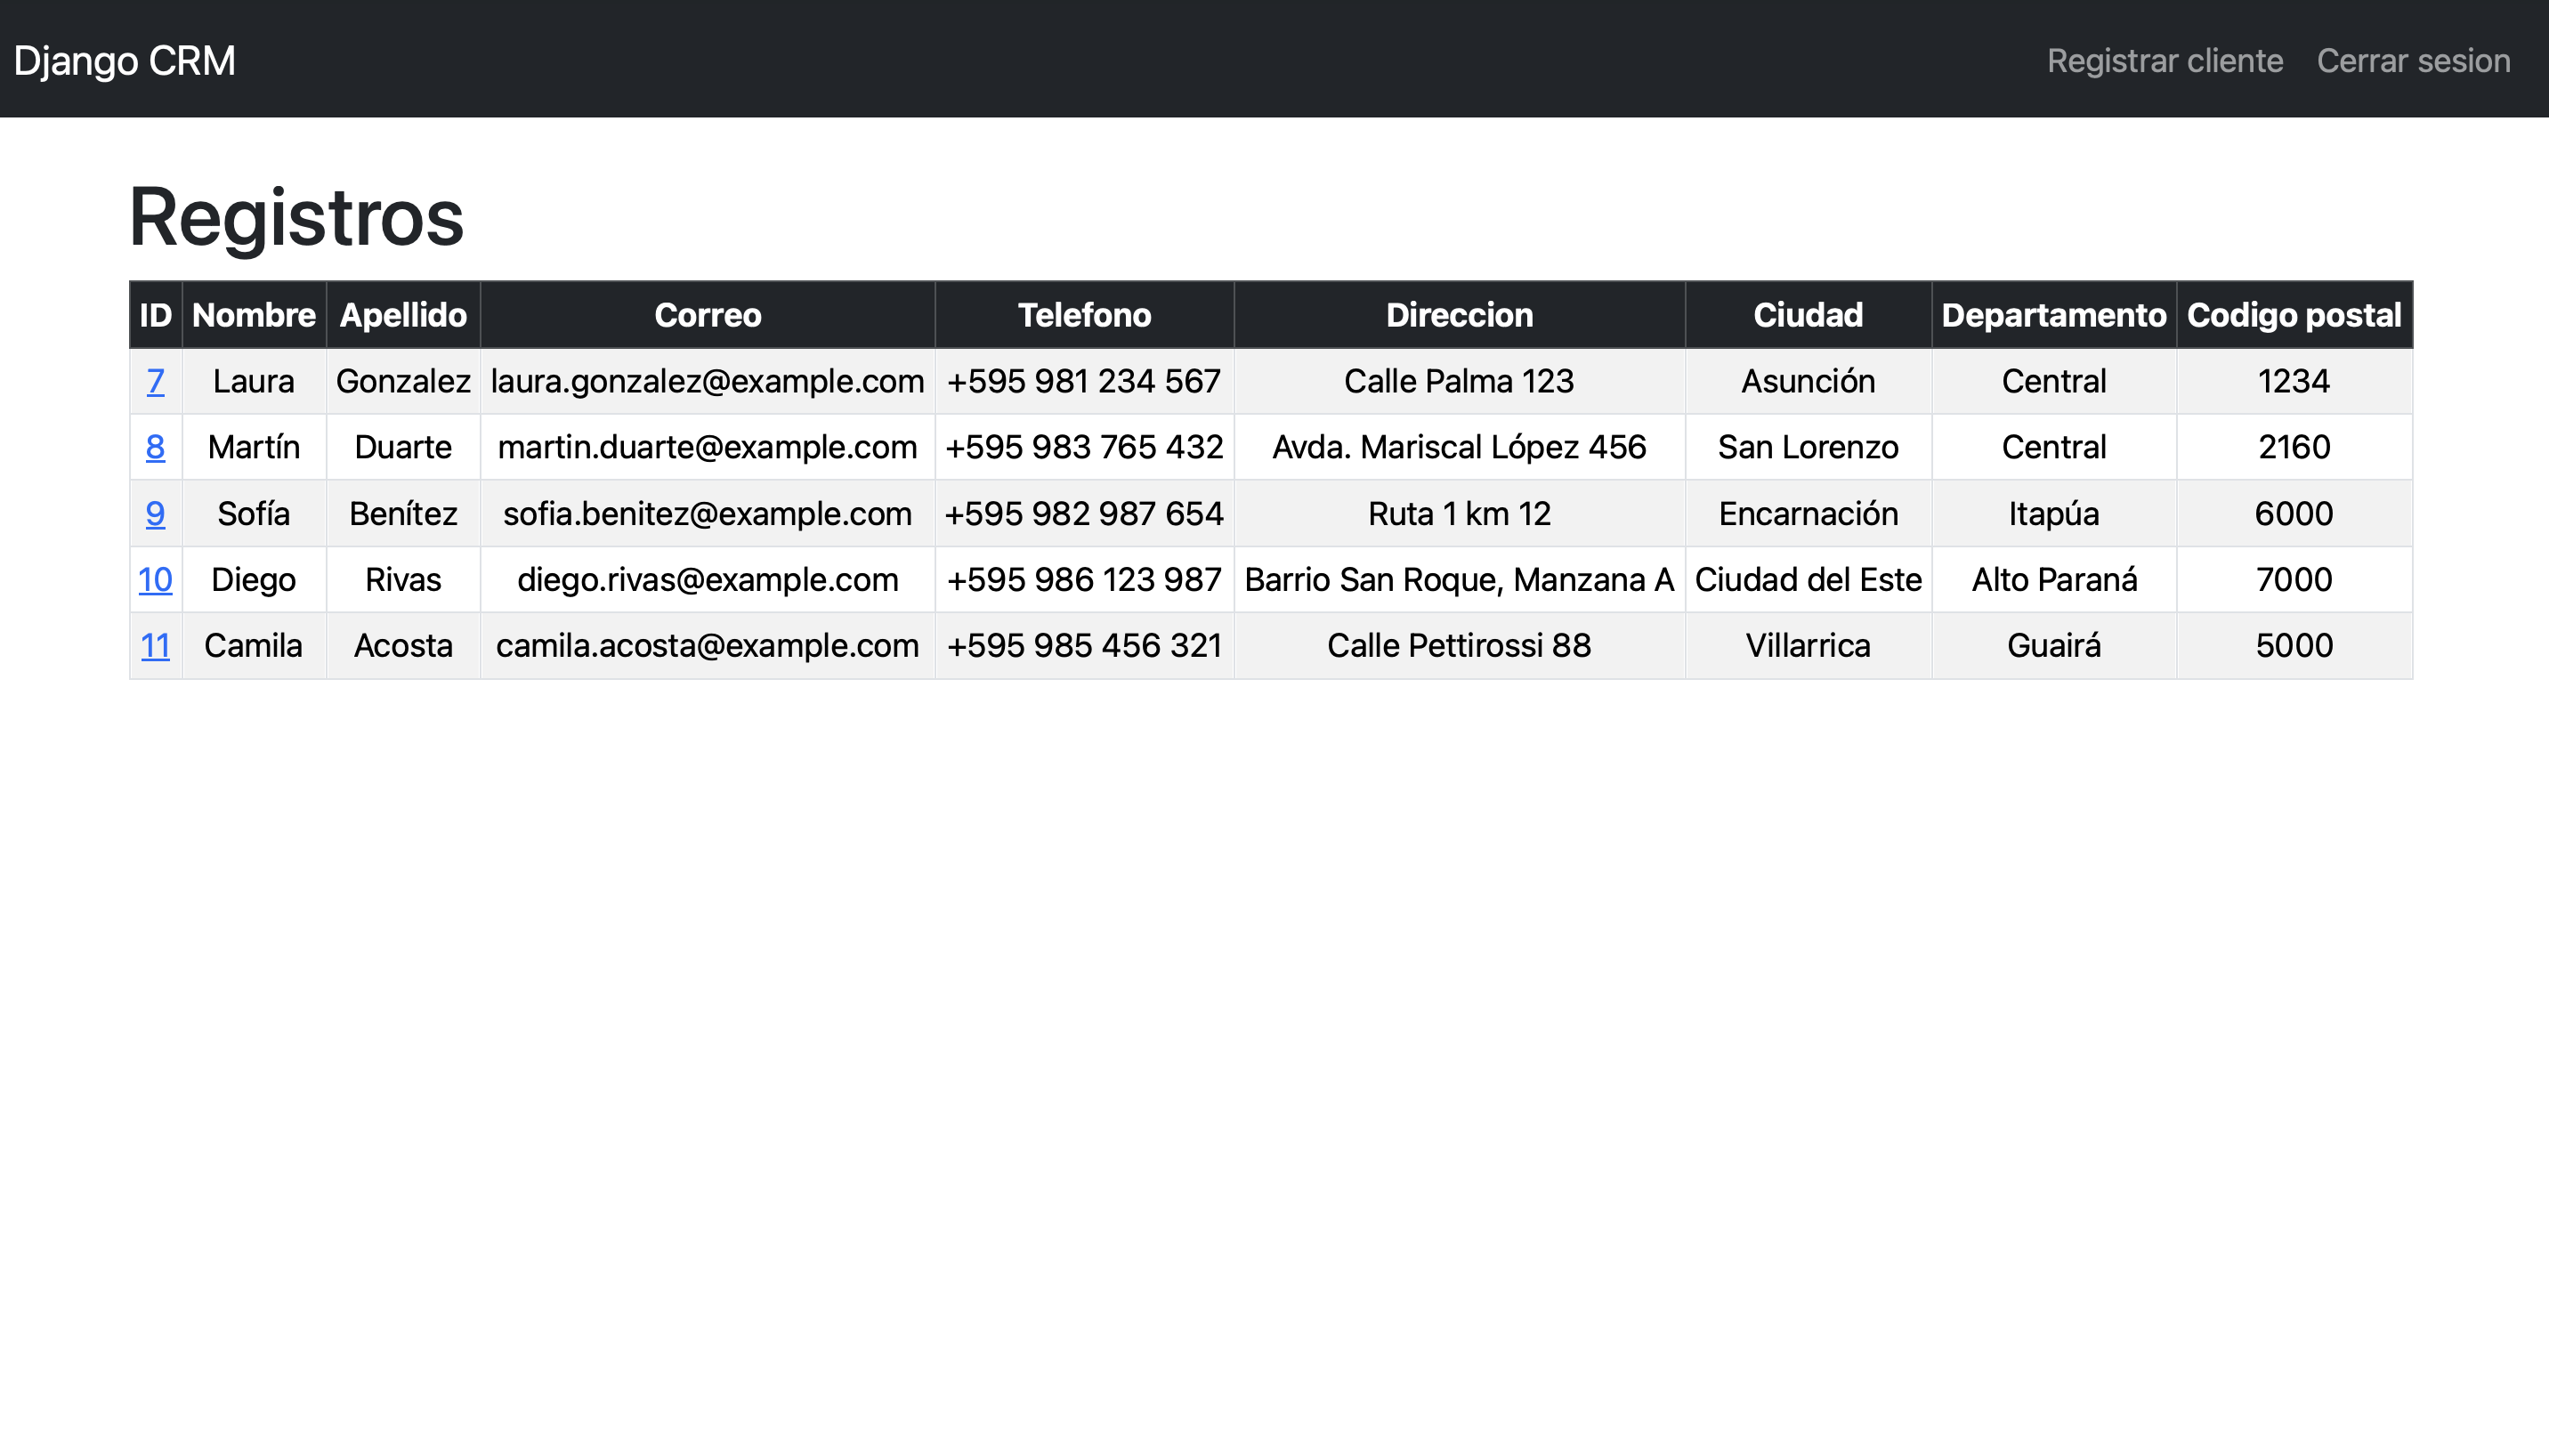 Django CRM Registrar cliente Cerrar sesion
Registros
ID Nombre Apellido Correo Telefono Direccion Ciudad Departamento Codigo postal
7 Laura Gonzalez laura.gonzalez@example.com +595 981 234 567 Calle Palma 123 Asunción Central 1234
8 Martín Duarte martin.duarte@example.com +595 983 765 432 Avda. Mariscal López 456 San Lorenzo Central 2160
9 Sofía Benítez sofia.benitez@example.com +595 982 987 654 Ruta 1 km 12 Encarnación Itapúa 6000
10 Diego Rivas diego.rivas@example.com +595 986 123 987 Barrio San Roque, Manzana A Ciudad del Este Alto Paraná 7000
11 Camila Acosta camila.acosta@example.com +595 985 456 321 Calle Pettirossi 88 Villarrica Guairá 5000